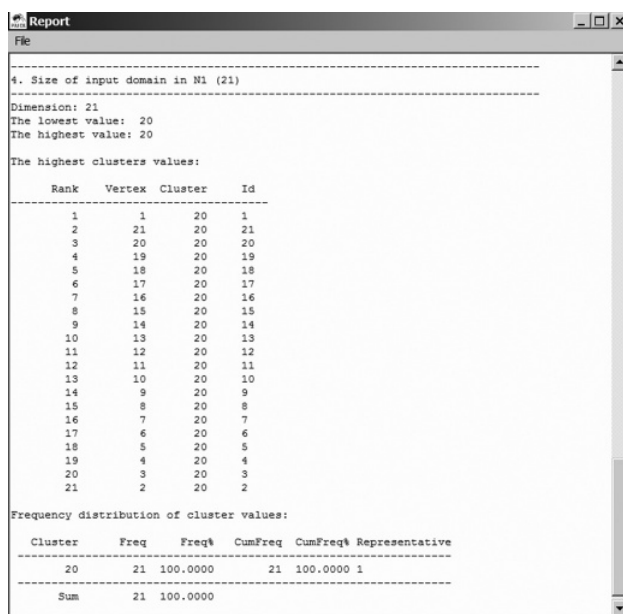 Report
File
4. Size of input domain in N1 (21)
Dimension: 21
The lowest value:  20
The highest value: 20
The highest clusters values:
Rank Vertex Cluster Id
1 1 20 1
2 21 20 21
3 20 20 20
4 19 20 19
5 18 20 18
6 17 20 17
7 16 20 16
8 15 20 15
9 14 20 14
10 13 20 13
11 12 20 12
12 11 20 11
13 10 20 10
14 9 20 9
15 8 20 8
16 7 20 7
17 6 20 6
18 5 20 5
19 4 20 4
20 3 20 3
21 2 20 2
Frequency distribution of cluster values:
Cluster Freq Freq% CumFreq CumFreq% Representative
20 21 100.0000 21 100.0000 1
Sum 21 100.0000